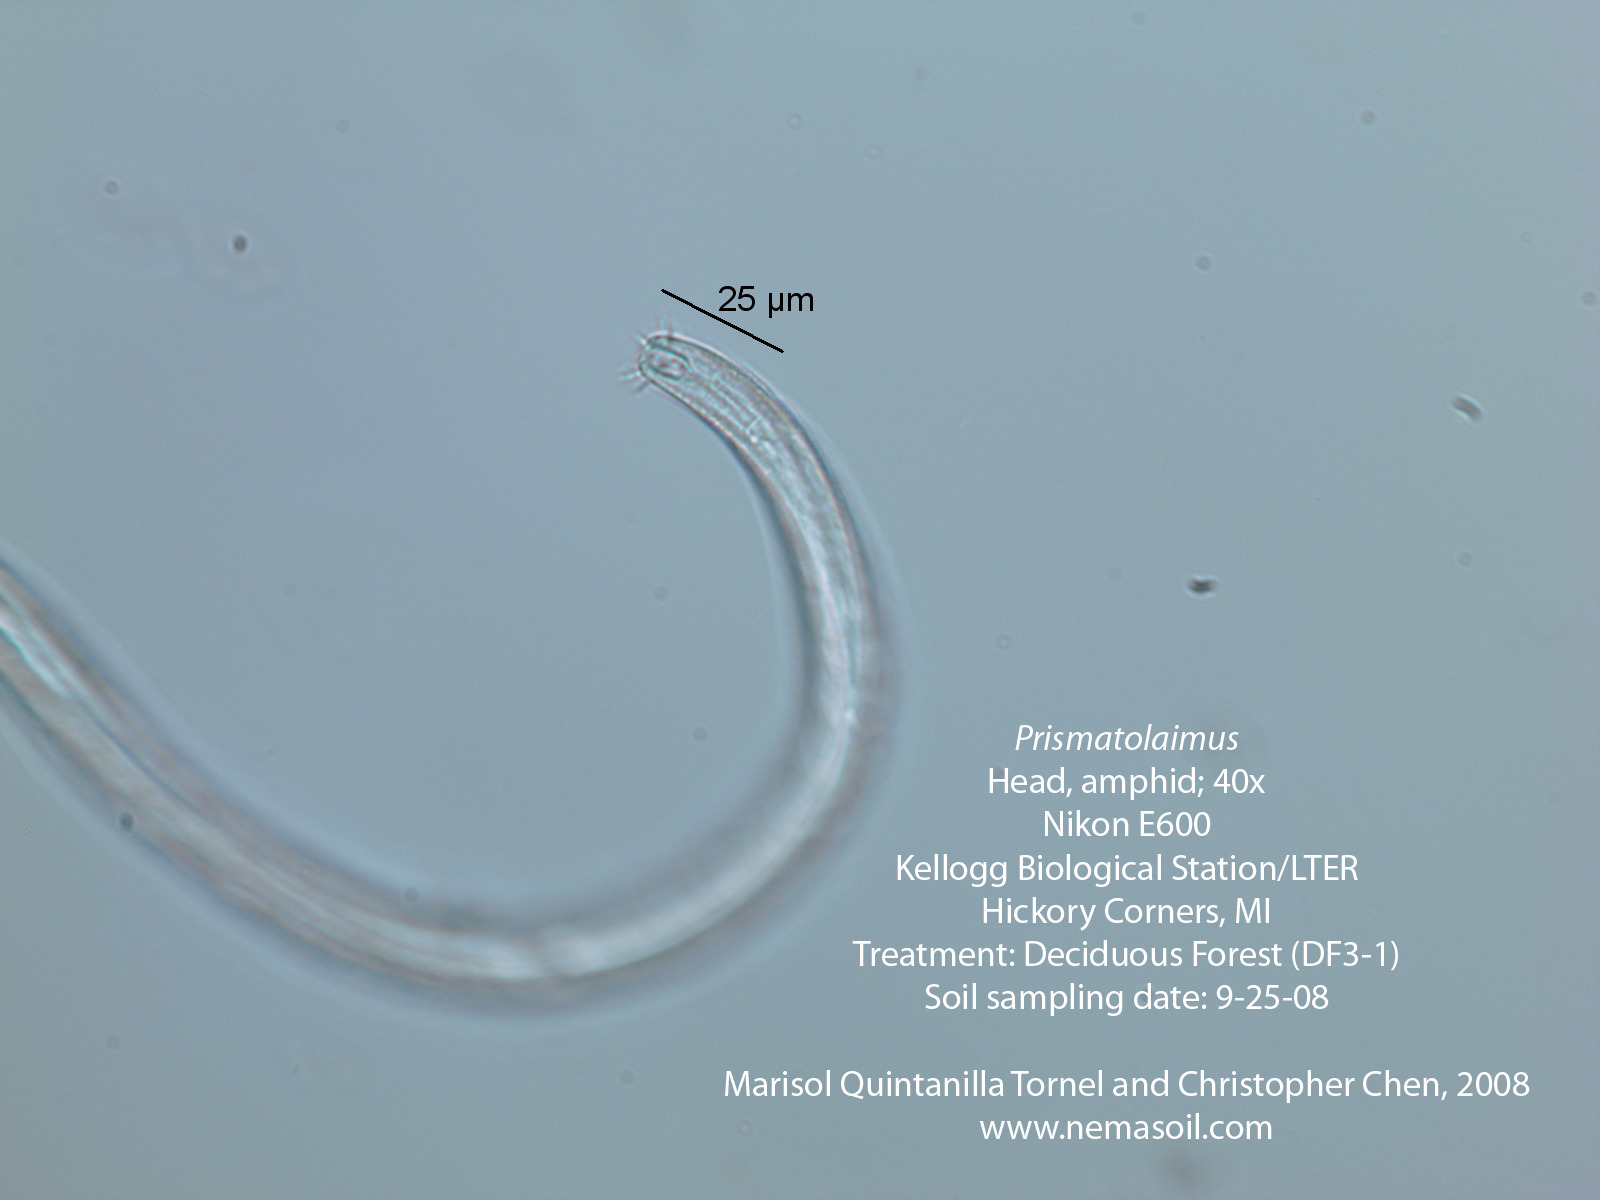 25 µm
Prismatolaimus
Head, amphid; 40x
Nikon E600
Kellogg Biological Station/LTER
Hickory Corners, MI
Treatment: Deciduous Forest (DF3-1)
Soil sampling date: 9-25-08
Marisol Quintanilla Tornel and Christopher Chen, 2008
www.nemasoil.com